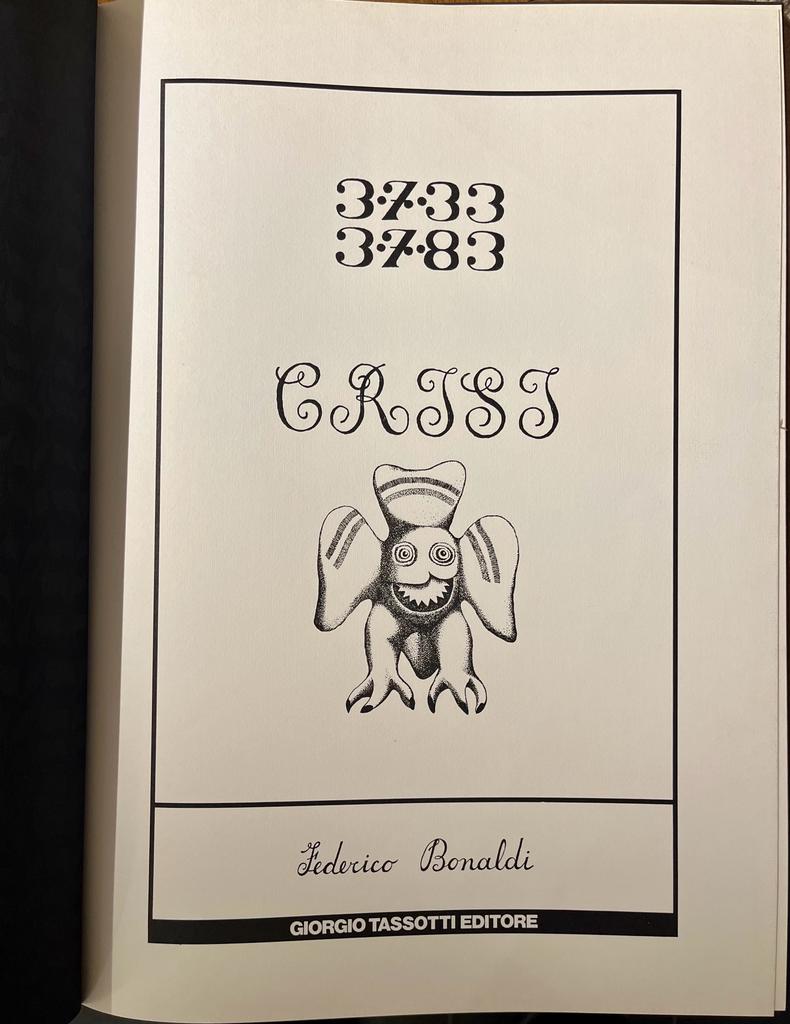 3·7·33
3·7·83
CRISI
Federico Bonaldi
GIORGIO TASSOTTI EDITORE